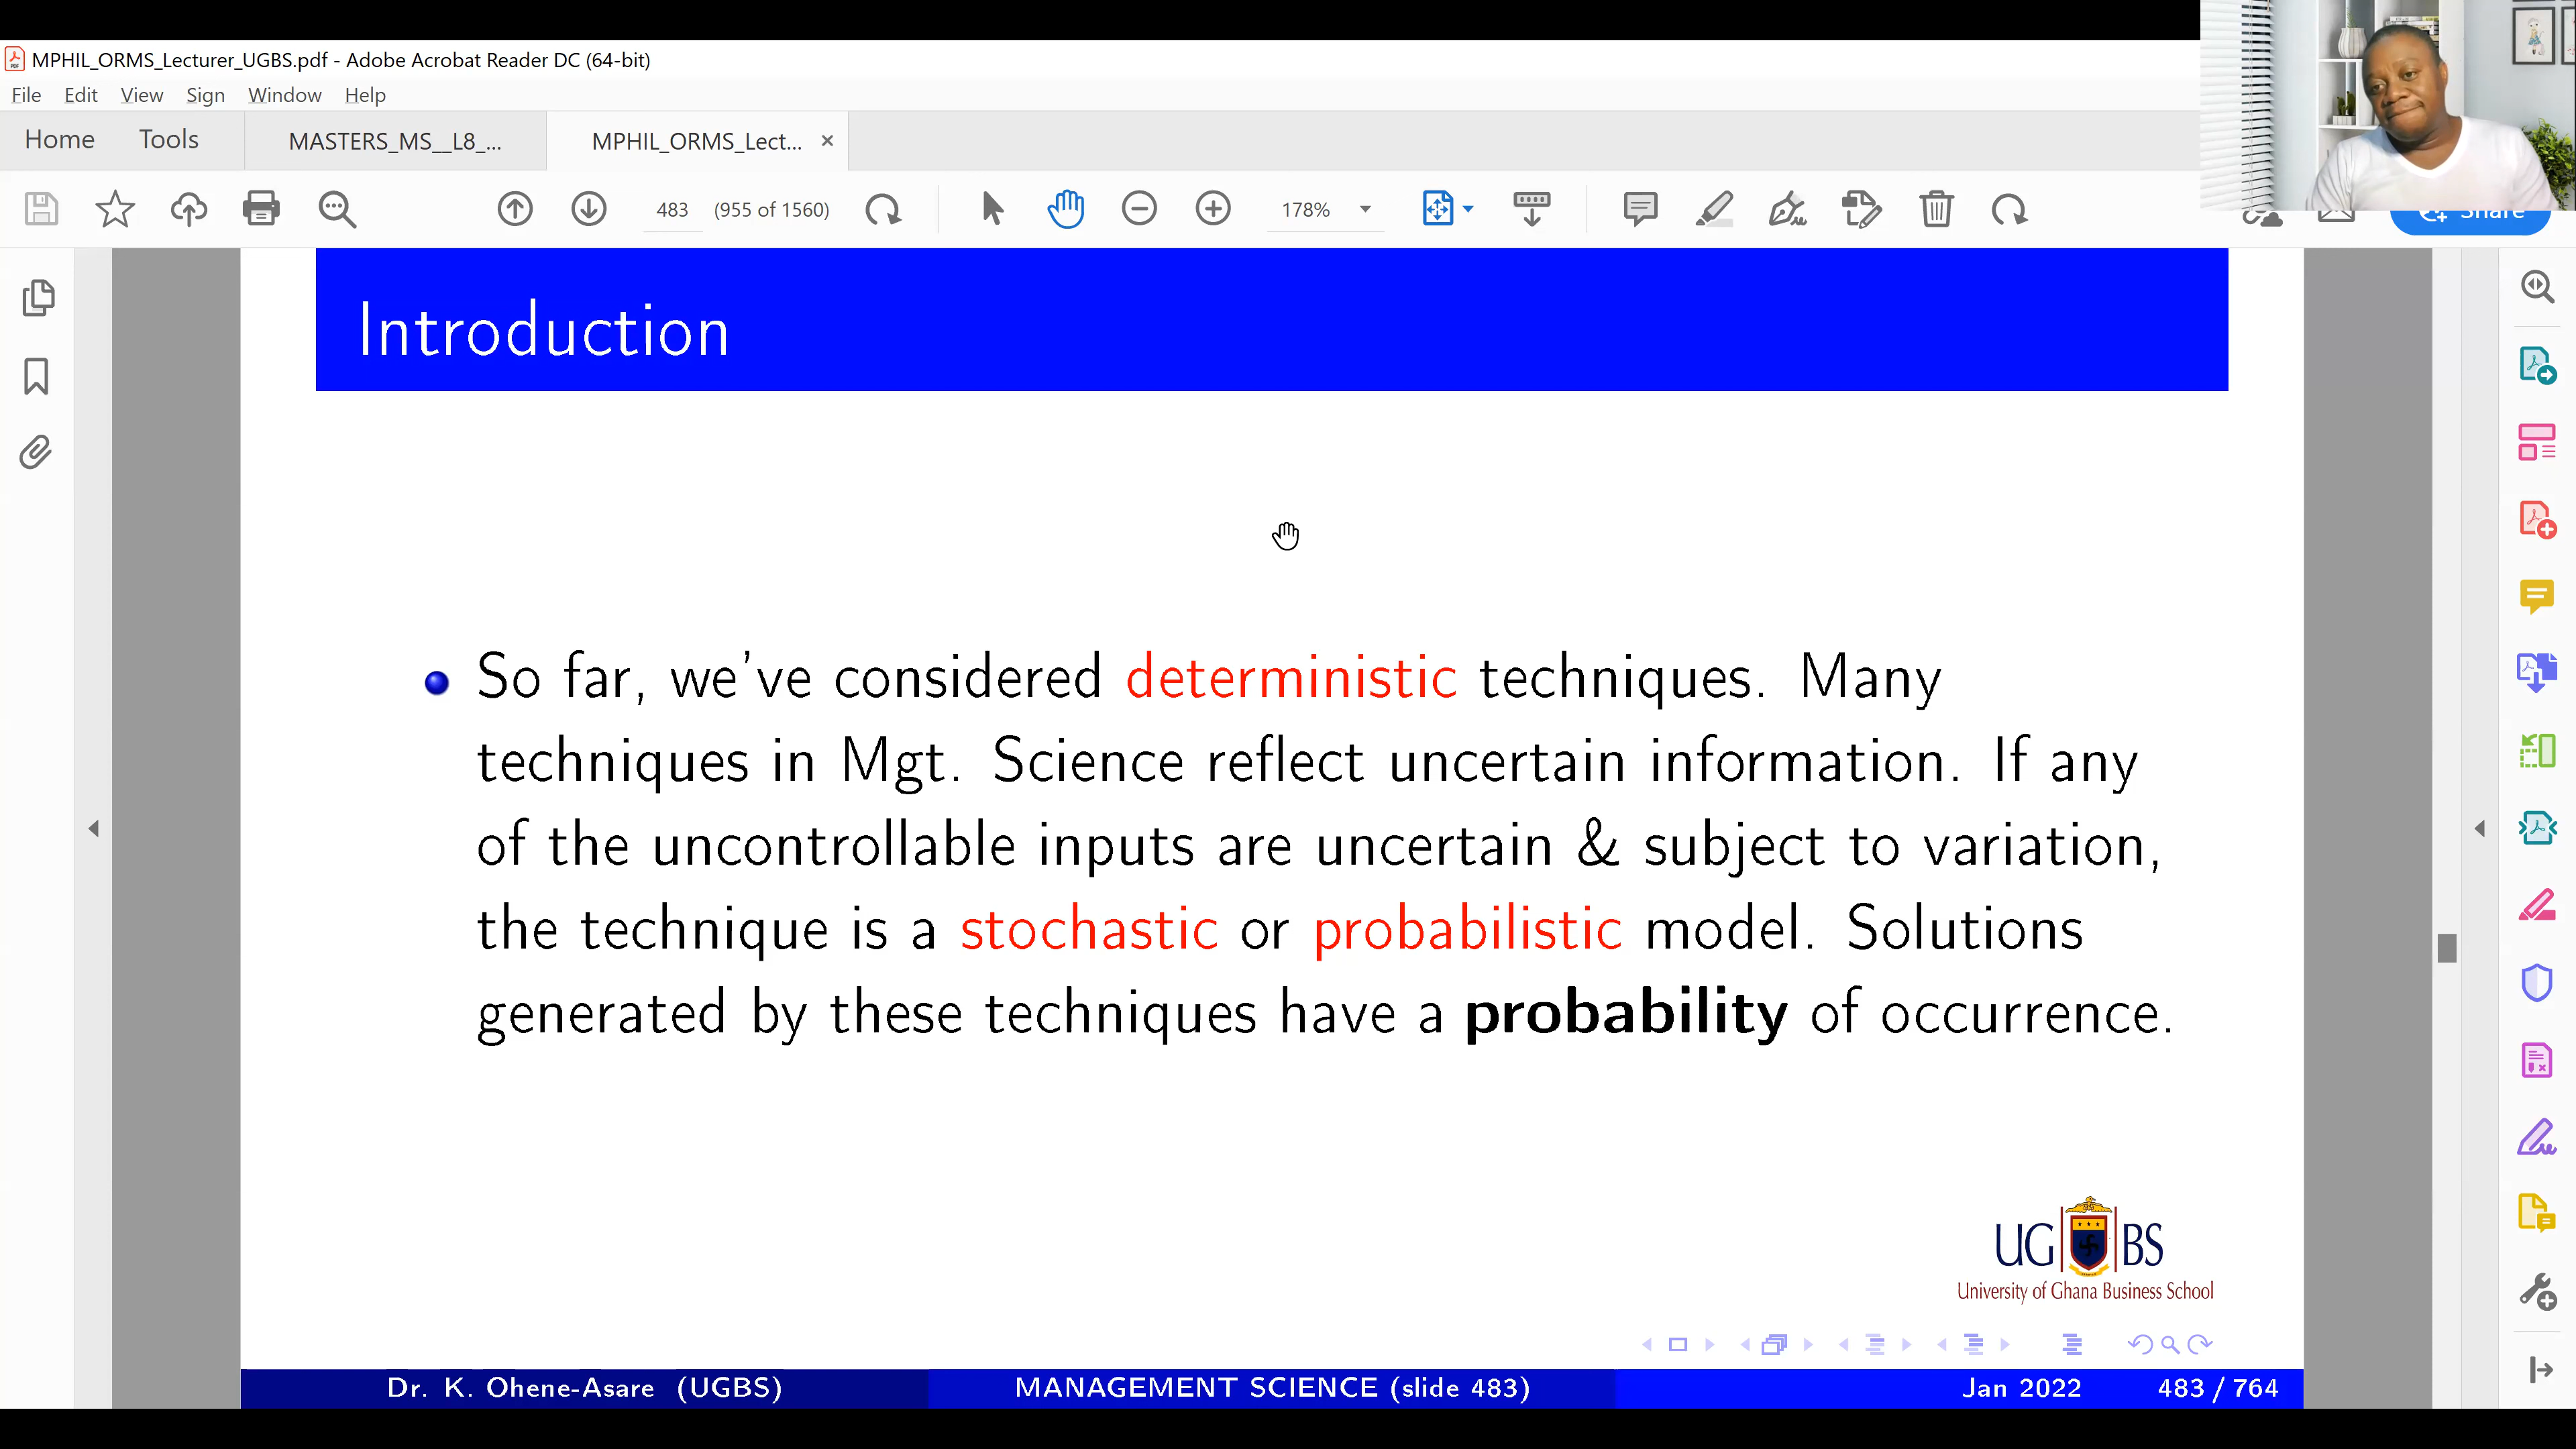 MPHIL_ORMS_Lecturer_UGBS.pdf - Adobe Acrobat Reader DC (64-bit)
File Edit View Sign Window Help
Home Tools MASTERS_MS__L8_... MPHIL_ORMS_Lect... ×
483 (955 of 1560) 178% Share
Introduction
So far, we've considered deterministic techniques. Many
techniques in Mgt. Science reflect uncertain information. If any
of the uncontrollable inputs are uncertain & subject to variation,
the technique is a stochastic or probabilistic model. Solutions
generated by these techniques have a probability of occurrence.
UG BS
University of Ghana Business School
Dr. K. Ohene-Asare (UGBS) MANAGEMENT SCIENCE (slide 483) Jan 2022 483 / 764